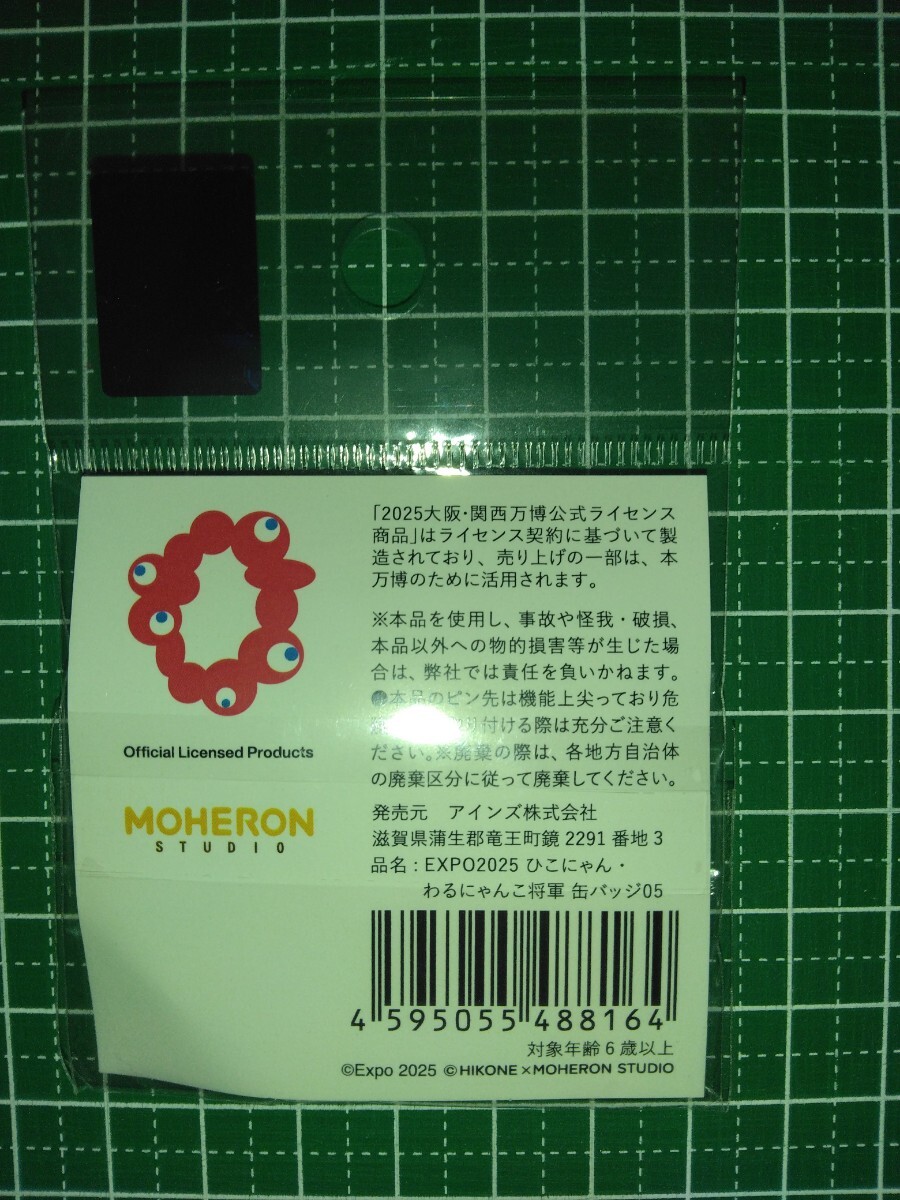 「2025大阪・関西万博公式ライセンス
商品」はライセンス契約に基づいて製
造されており、売り上げの一部は、本
万博のために活用されます。
※本品を使用し、事故や怪我・破損、
本品以外への物的損害等が生じた場
合は、弊社では責任を負いかねます。
本品のピン先は機能上尖っており危
り付ける際は充分ご注意く
ださい。※廃棄の際は、各地方自治体
の廃棄区分に従って廃棄してください。
Official Licensed Products
MOHERON
STUDIO
発売元 アインズ株式会社
滋賀県蒲生郡竜王町鏡 2291 番地 3
品名 : EXPO2025 ひこにゃん・
わるにゃんこ将軍 缶バッジ05
4 595055 488164
対象年齢 6 歳以上
©Expo 2025 ©HIKONE×MOHERON STUDIO